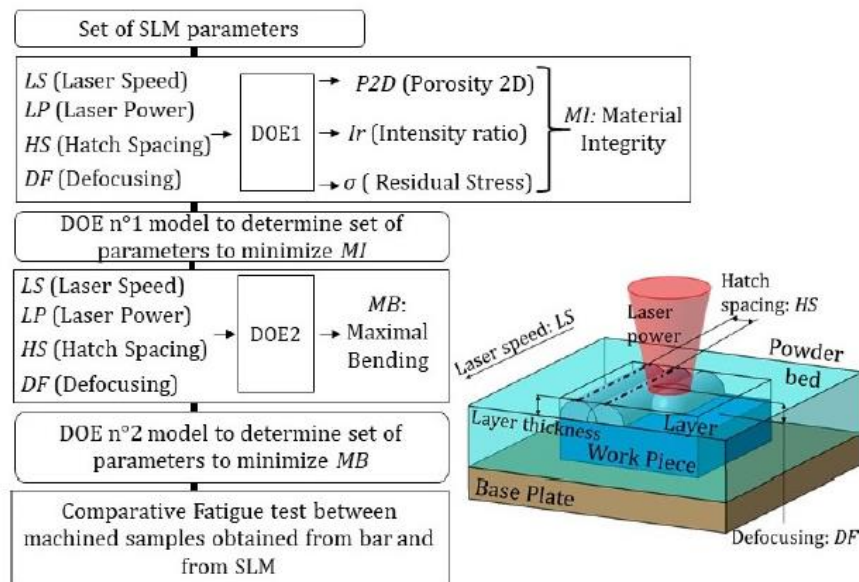 Set of SLM parameters
LS (Laser Speed)
LP (Laser Power)
HS (Hatch Spacing)
DF (Defocusing)
DOE1
P2D (Porosity 2D)
Ir (Intensity ratio)
σ ( Residual Stress)
MI: Material
Integrity
DOE n°1 model to determine set of
parameters to minimize MI
LS (Laser Speed)
LP (Laser Power)
HS (Hatch Spacing)
DF (Defocusing)
DOE2
MB:
Maximal
Bending
DOE n°2 model to determine set of
parameters to minimize MB
Comparative Fatigue test between
machined samples obtained from bar and
from SLM
Hatch
spacing: HS
Laser
power
Laser speed: LS
Powder
bed
Layer thickness
Layer
Work Piece
Base Plate
Defocusing: DF